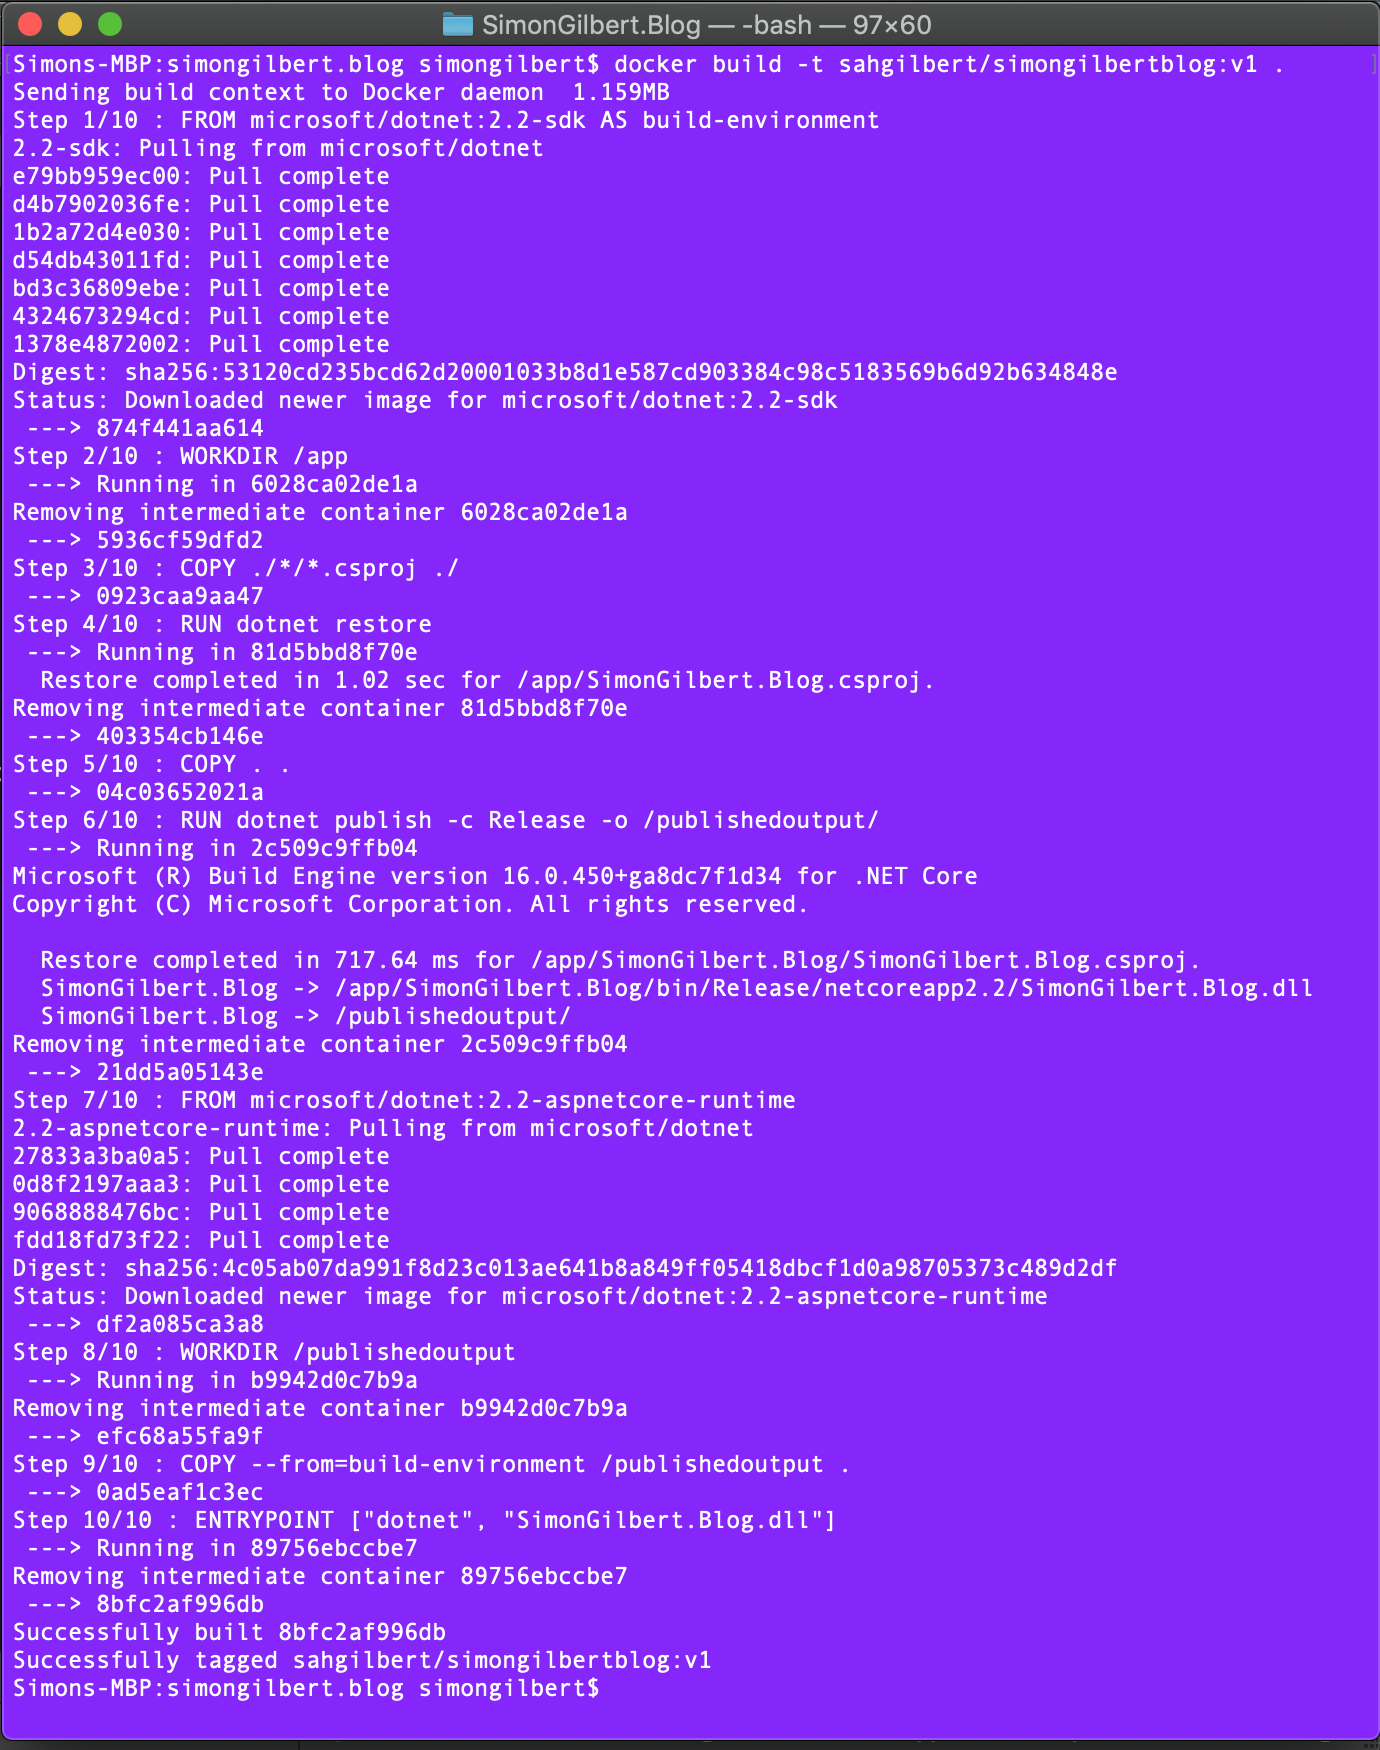 SimonGilbert.Blog — -bash — 97×60
[Simons-MBP:simongilbert.blog simongilbert$ docker build -t sahgilbert/simongilbertblog:v1 . ]
Sending build context to Docker daemon  1.159MB
Step 1/10 : FROM microsoft/dotnet:2.2-sdk AS build-environment
2.2-sdk: Pulling from microsoft/dotnet
e79bb959ec00: Pull complete
d4b7902036fe: Pull complete
1b2a72d4e030: Pull complete
d54db43011fd: Pull complete
bd3c36809ebe: Pull complete
4324673294cd: Pull complete
1378e4872002: Pull complete
Digest: sha256:53120cd235bcd62d20001033b8d1e587cd903384c98c5183569b6d92b634848e
Status: Downloaded newer image for microsoft/dotnet:2.2-sdk
 ---> 874f441aa614
Step 2/10 : WORKDIR /app
 ---> Running in 6028ca02de1a
Removing intermediate container 6028ca02de1a
 ---> 5936cf59dfd2
Step 3/10 : COPY ./*/*.csproj ./
 ---> 0923caa9aa47
Step 4/10 : RUN dotnet restore
 ---> Running in 81d5bbd8f70e
  Restore completed in 1.02 sec for /app/SimonGilbert.Blog.csproj.
Removing intermediate container 81d5bbd8f70e
 ---> 403354cb146e
Step 5/10 : COPY . .
 ---> 04c03652021a
Step 6/10 : RUN dotnet publish -c Release -o /publishedoutput/
 ---> Running in 2c509c9ffb04
Microsoft (R) Build Engine version 16.0.450+ga8dc7f1d34 for .NET Core
Copyright (C) Microsoft Corporation. All rights reserved.
  Restore completed in 717.64 ms for /app/SimonGilbert.Blog/SimonGilbert.Blog.csproj.
  SimonGilbert.Blog -> /app/SimonGilbert.Blog/bin/Release/netcoreapp2.2/SimonGilbert.Blog.dll
  SimonGilbert.Blog -> /publishedoutput/
Removing intermediate container 2c509c9ffb04
 ---> 21dd5a05143e
Step 7/10 : FROM microsoft/dotnet:2.2-aspnetcore-runtime
2.2-aspnetcore-runtime: Pulling from microsoft/dotnet
27833a3ba0a5: Pull complete
0d8f2197aaa3: Pull complete
9068888476bc: Pull complete
fdd18fd73f22: Pull complete
Digest: sha256:4c05ab07da991f8d23c013ae641b8a849ff05418dbcf1d0a98705373c489d2df
Status: Downloaded newer image for microsoft/dotnet:2.2-aspnetcore-runtime
 ---> df2a085ca3a8
Step 8/10 : WORKDIR /publishedoutput
 ---> Running in b9942d0c7b9a
Removing intermediate container b9942d0c7b9a
 ---> efc68a55fa9f
Step 9/10 : COPY --from=build-environment /publishedoutput .
 ---> 0ad5eaf1c3ec
Step 10/10 : ENTRYPOINT ["dotnet", "SimonGilbert.Blog.dll"]
 ---> Running in 89756ebccbe7
Removing intermediate container 89756ebccbe7
 ---> 8bfc2af996db
Successfully built 8bfc2af996db
Successfully tagged sahgilbert/simongilbertblog:v1
Simons-MBP:simongilbert.blog simongilbert$